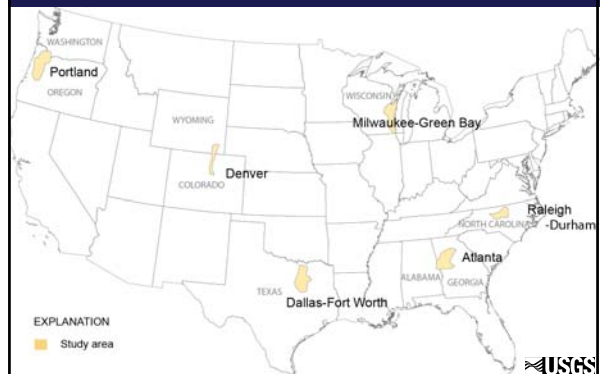 WASHINGTON
Portland
OREGON
WISCONSIN
Milwaukee-Green Bay
WYOMING
Denver
COLORADO
Raleigh
-Durham
NORTH CAROLINA
Atlanta
ALABAMA
GEORGIA
TEXAS
Dallas-Fort Worth
EXPLANATION
Study area
USGS